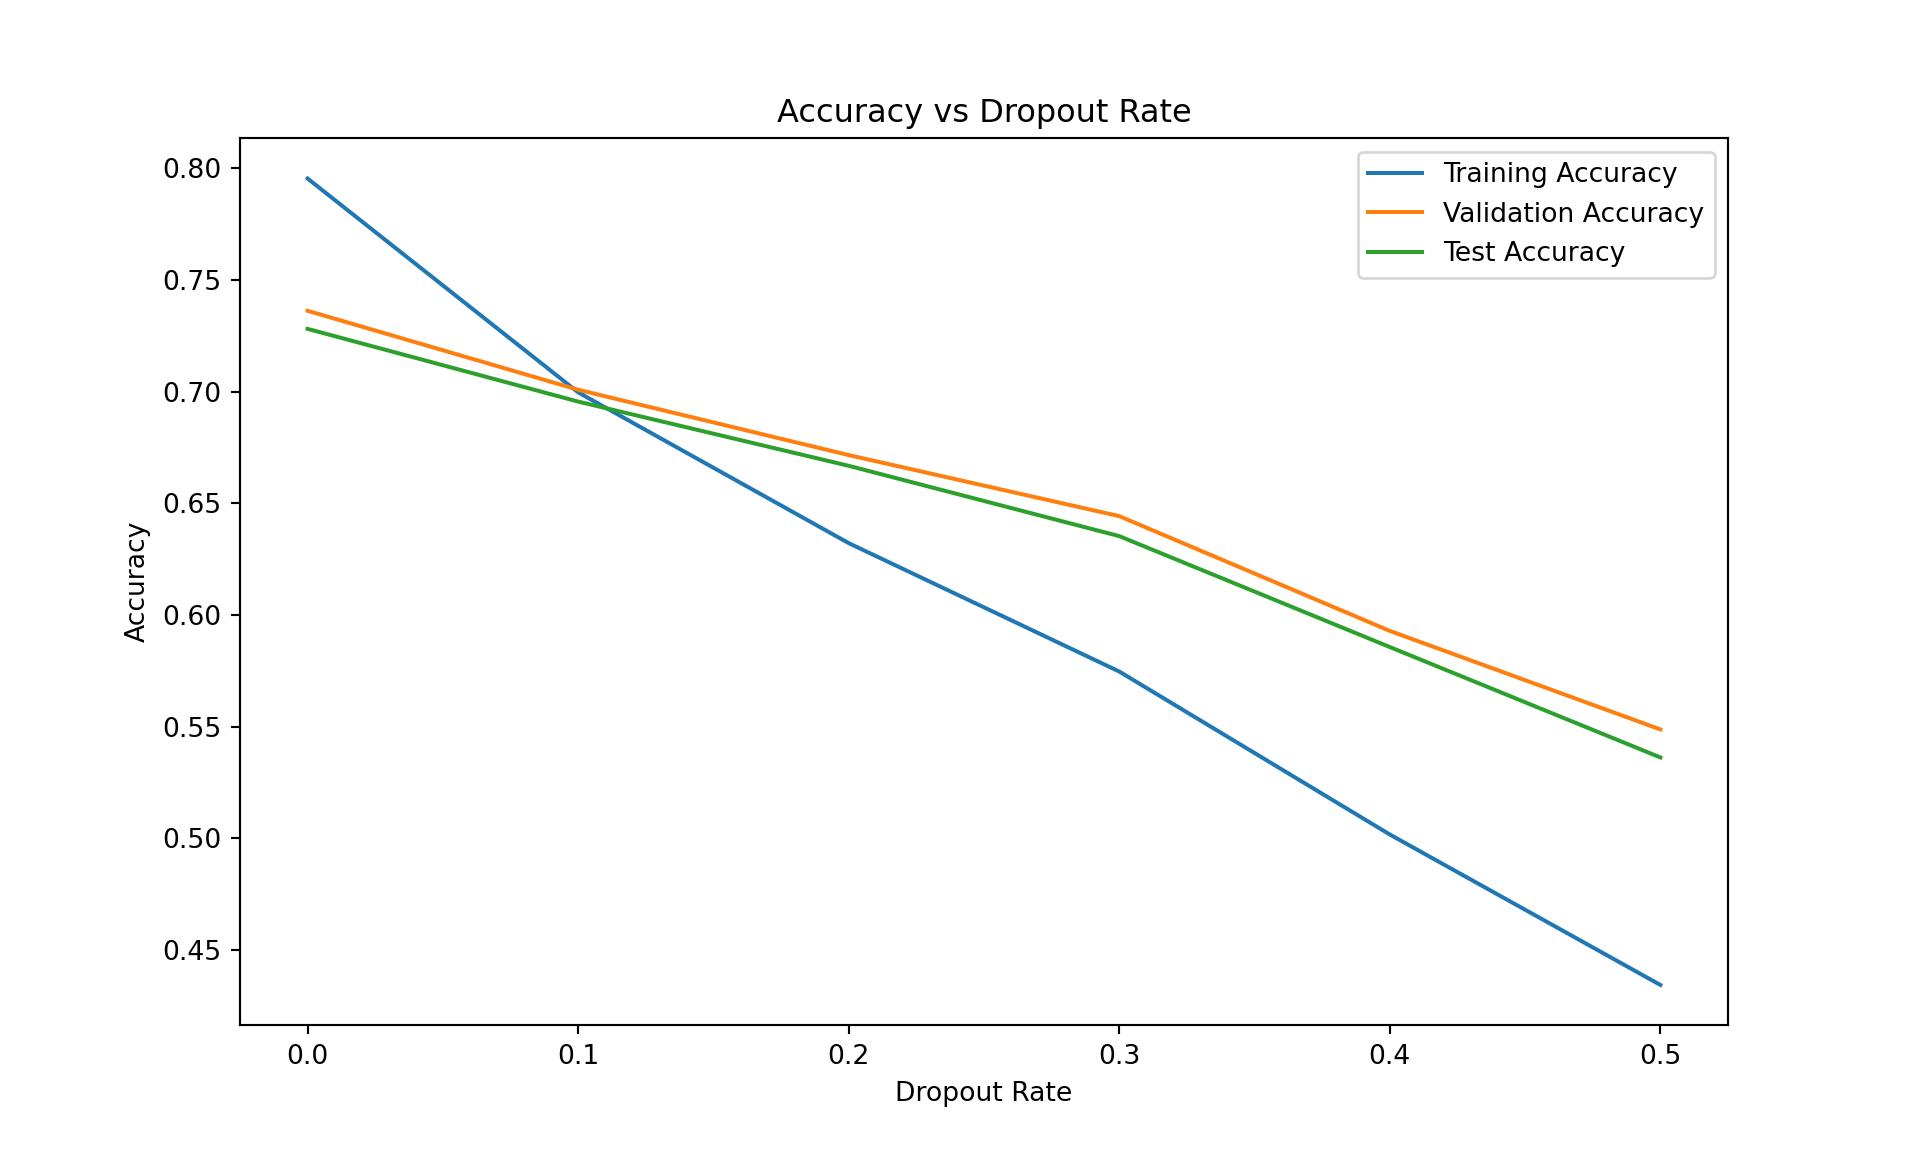 Accuracy vs Dropout Rate
Training Accuracy
Validation Accuracy
Test Accuracy
Accuracy
0.80
0.75
0.70
0.65
0.60
0.55
0.50
0.45
0.0 0.1 0.2 0.3 0.4 0.5
Dropout Rate